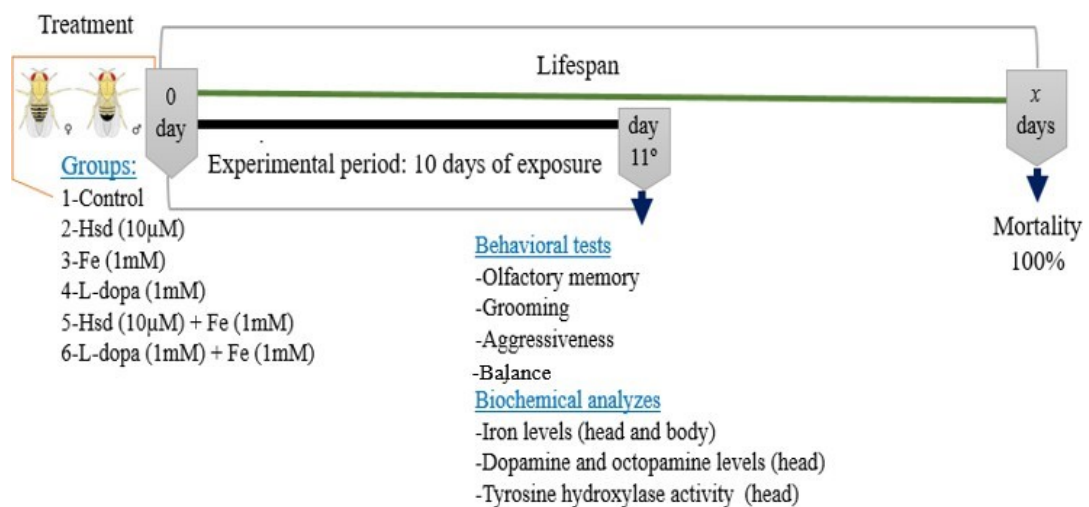 Treatment
Lifespan
0
day
♀
♂
day
11º
x
days
Experimental period: 10 days of exposure
Groups:
1-Control
2-Hsd (10µM)
3-Fe (1mM)
4-L-dopa (1mM)
5-Hsd (10µM) + Fe (1mM)
6-L-dopa (1mM) + Fe (1mM)
Behavioral tests
-Olfactory memory
-Grooming
-Aggressiveness
-Balance
Biochemical analyzes
-Iron levels (head and body)
-Dopamine and octopamine levels (head)
-Tyrosine hydroxylase activity (head)
Mortality
100%